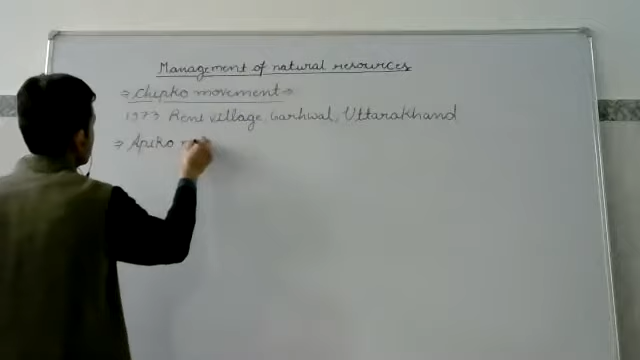 Management of natural resources
⇒ Chipko movement ⇒
1973 Reni village, Garhwal, Uttarakhand
⇒ Apiko